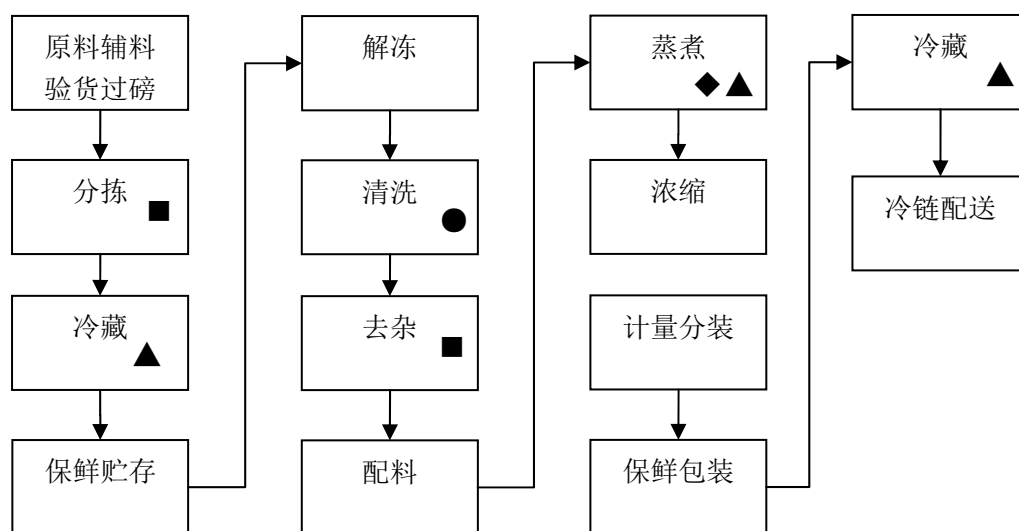 原料辅料
验货过磅
分拣
冷藏
保鲜贮存
解冻
清洗
去杂
配料
蒸煮
浓缩
计量分装
保鲜包装
冷藏
冷链配送